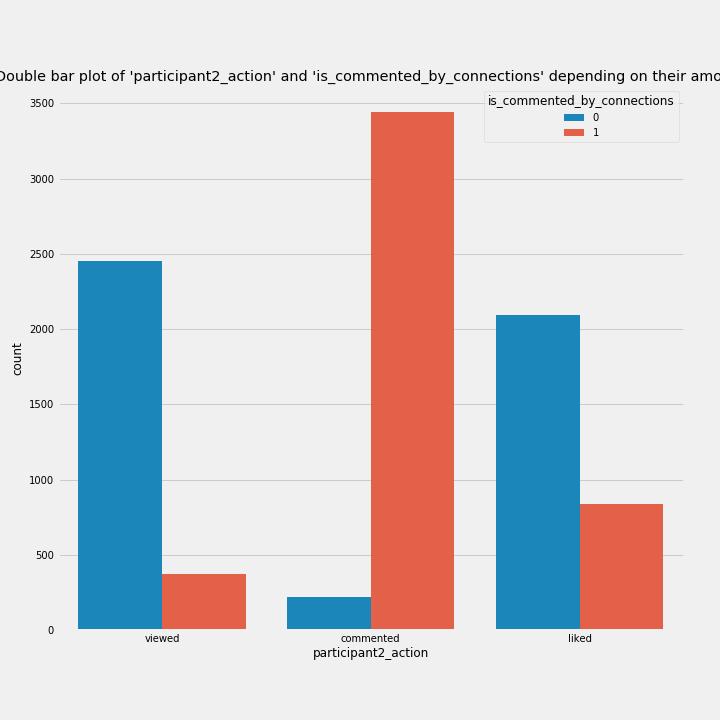 Double bar plot of 'participant2_action' and 'is_commented_by_connections' depending on their
is_commented_by_connections
0
1
3500
3000
2500
2000
1500
1000
500
0
count
viewed
commented
liked
participant2_action